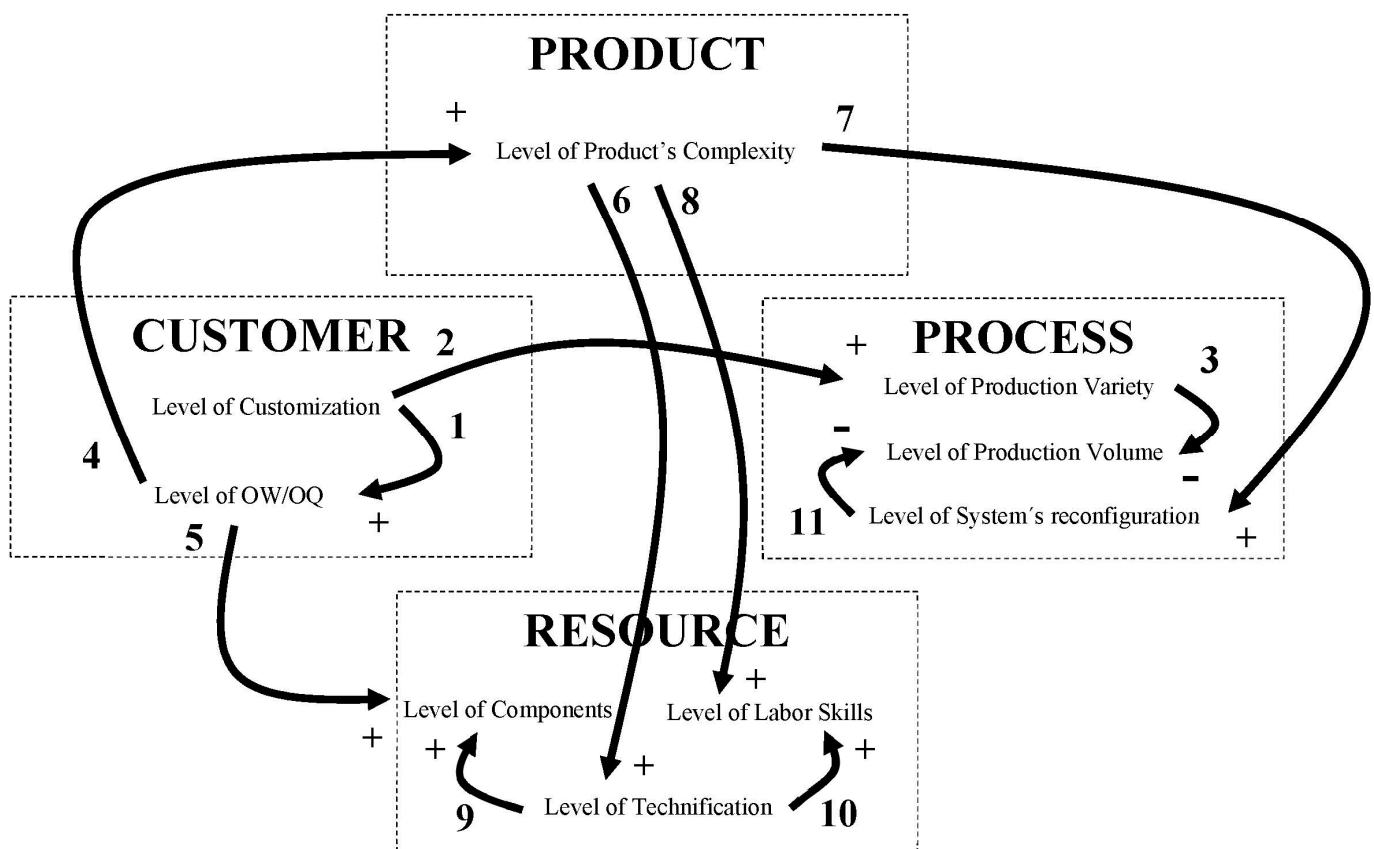 PRODUCT
+
7
Level of Product's Complexity
6
8
CUSTOMER
2
PROCESS
+
3
Level of Production Variety
Level of Customization
1
-
4
Level of Production Volume
-
Level of OW/OQ
11
Level of System´s reconfiguration
+
5
+
RESOURCE
+
Level of Components
Level of Labor Skills
+
+
+
+
9
Level of Technification
10